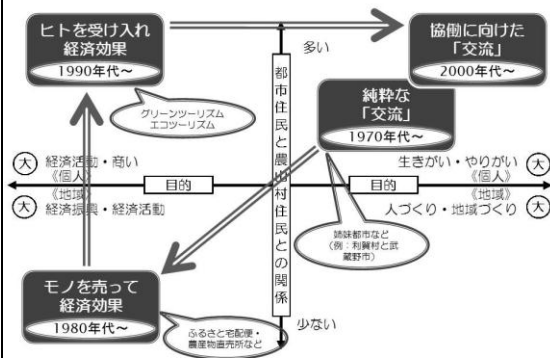 ヒトを受け入れ
経済効果
1990年代～
グリーンツーリズム
エコツーリズム
多い
協働に向けた
「交流」
2000年代～
純粋な
「交流」
1970年代～
都市住民と農山村住民との関係
大
経済活動・商い
《個人》
目的
《地域》
大
経済振興・経済活動
目的
生きがい・やりがい
《個人》
大
《地域》
人づくり・地域づくり
大
姉妹都市など
（例：利賀村と武
蔵野市）
モノを売って
経済効果
1980年代～
ふるさと宅配便・
農産物直売所など
少ない